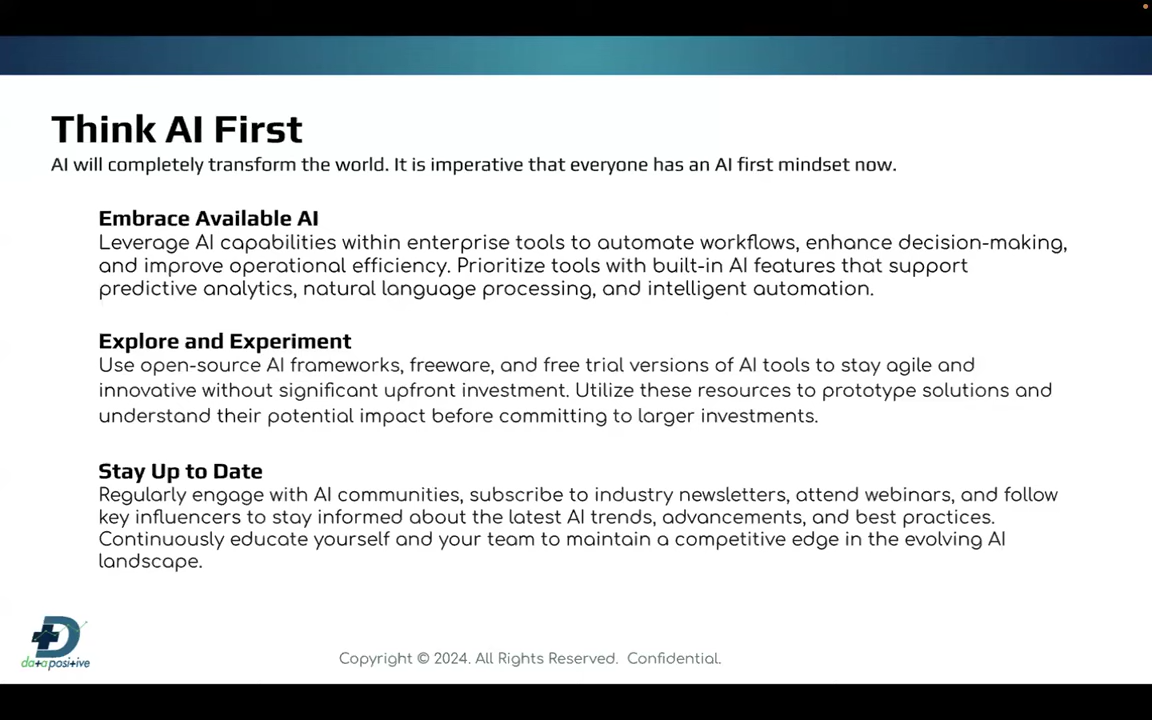 Think AI First
AI will completely transform the world. It is imperative that everyone has an AI first mindset now.
Embrace Available AI
Leverage AI capabilities within enterprise tools to automate workflows, enhance decision-making,
and improve operational efficiency. Prioritize tools with built-in AI features that support
predictive analytics, natural language processing, and intelligent automation.
Explore and Experiment
Use open-source AI frameworks, freeware, and free trial versions of AI tools to stay agile and
innovative without significant upfront investment. Utilize these resources to prototype solutions and
understand their potential impact before committing to larger investments.
Stay Up to Date
Regularly engage with AI communities, subscribe to industry newsletters, attend webinars, and follow
key influencers to stay informed about the latest AI trends, advancements, and best practices.
Continuously educate yourself and your team to maintain a competitive edge in the evolving AI
landscape.
D
data positive
Copyright © 2024. All Rights Reserved. Confidential.